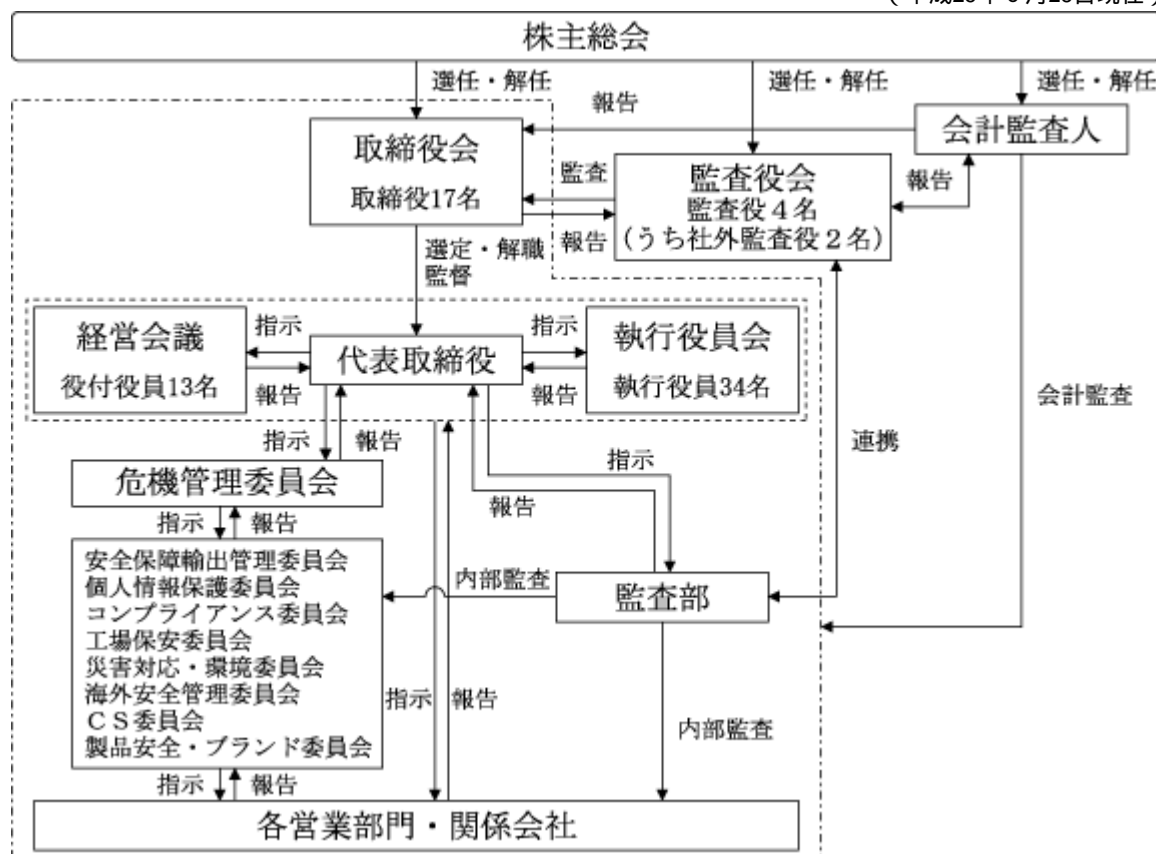 株主総会
選任・解任
選任・解任
選任・解任
報告
会計監査人
取締役会
取締役17名
監査
報告
監査役会
監査役４名
(うち社外監査役２名)
報告
選定・解職
監督
経営会議
役付役員13名
指示
報告
代表取締役
指示
報告
執行役員会
執行役員34名
会計監査
連携
指示
報告
指示
報告
危機管理委員会
指示
報告
安全保障輸出管理委員会
個人情報保護委員会
コンプライアンス委員会
工場保安委員会
災害対応・環境委員会
海外安全管理委員会
ＣＳ委員会
製品安全・ブランド委員会
内部監査
監査部
指示
報告
内部監査
指示
報告
各営業部門・関係会社